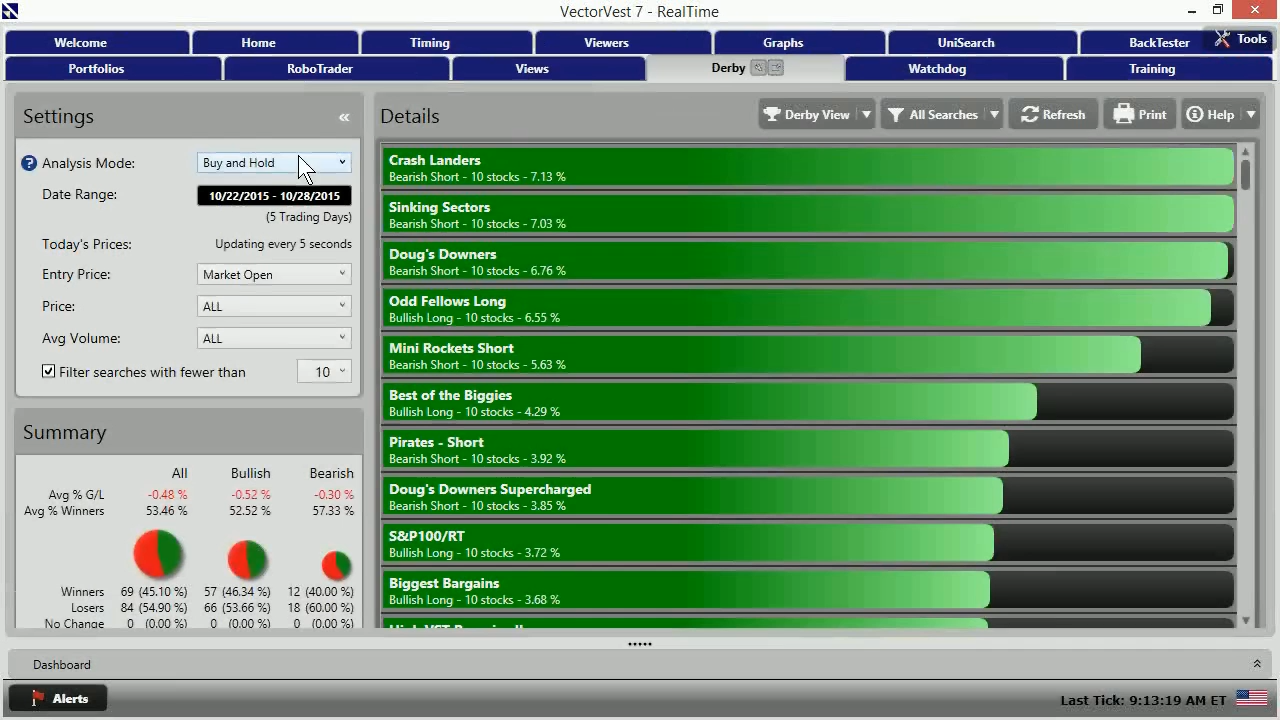 VectorVest 7 - RealTime
Welcome
Home
Timing
Viewers
Graphs
UniSearch
BackTester
Tools
Portfolios
RoboTrader
Views
Derby
Watchdog
Training
Settings
«
Analysis Mode:
Buy and Hold
Date Range:
10/22/2015 - 10/28/2015
(5 Trading Days)
Today's Prices:
Updating every 5 seconds
Entry Price:
Market Open
Price:
ALL
Avg Volume:
ALL
Filter searches with fewer than
10
Summary
All Bullish Bearish
Avg % G/L -0.48 % -0.52 % -0.30 %
Avg % Winners 53.46 % 52.52 % 57.33 %
Winners 69 (45.10 %) 57 (46.34 %) 12 (40.00 %)
Losers 84 (54.90 %) 66 (53.66 %) 18 (60.00 %)
No Change 0 (0.00 %) 0 (0.00 %) 0 (0.00 %)
Details
Derby View
All Searches
Refresh
Print
Help
Crash Landers
Bearish Short - 10 stocks - 7.13 %
Sinking Sectors
Bearish Short - 10 stocks - 7.03 %
Doug's Downers
Bearish Short - 10 stocks - 6.76 %
Odd Fellows Long
Bullish Long - 10 stocks - 6.55 %
Mini Rockets Short
Bearish Short - 10 stocks - 5.63 %
Best of the Biggies
Bullish Long - 10 stocks - 4.29 %
Pirates - Short
Bearish Short - 10 stocks - 3.92 %
Doug's Downers Supercharged
Bearish Short - 10 stocks - 3.85 %
S&P100/RT
Bullish Long - 10 stocks - 3.72 %
Biggest Bargains
Bullish Long - 10 stocks - 3.68 %
Dashboard
Alerts
Last Tick: 9:13:19 AM ET